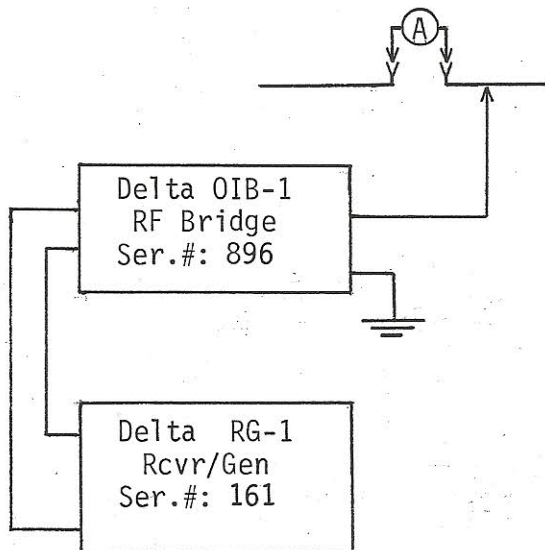 A
Delta OIB-1
RF Bridge
Ser.#: 896
Delta RG-1
Rcvr/Gen
Ser.#: 161